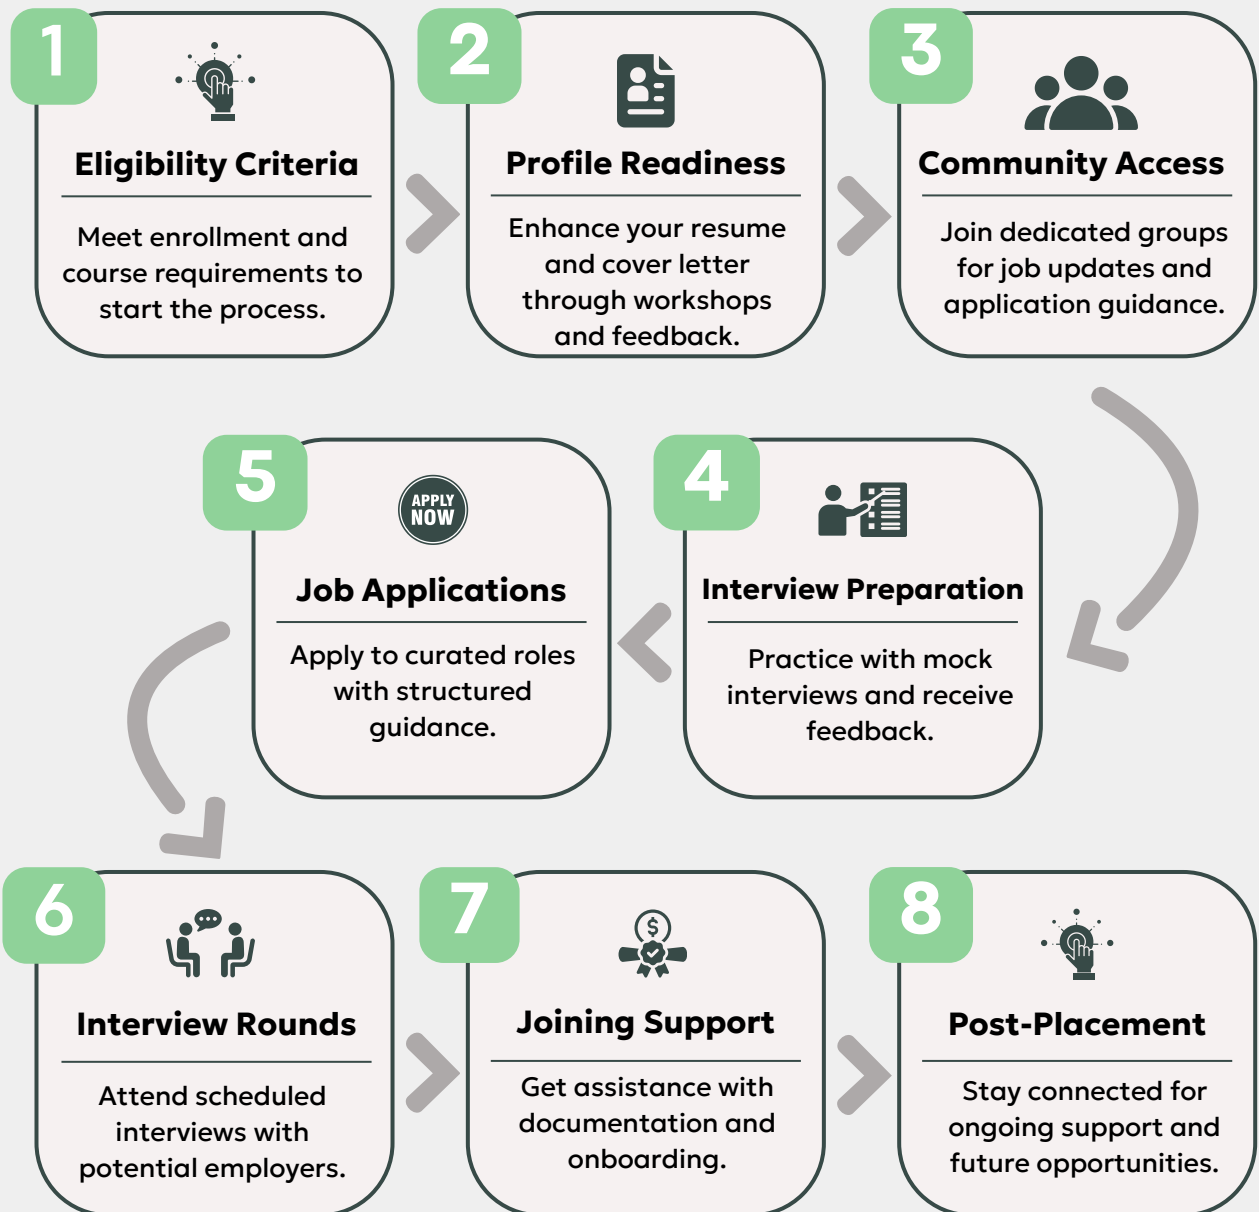 1
Eligibility Criteria
Meet enrollment and
course requirements to
start the process.
2
Profile Readiness
Enhance your resume
and cover letter
through workshops
and feedback.
3
Community Access
Join dedicated groups
for job updates and
application guidance.
4
Interview Preparation
Practice with mock
interviews and receive
feedback.
5
APPLY
NOW
Job Applications
Apply to curated roles
with structured
guidance.
6
Interview Rounds
Attend scheduled
interviews with
potential employers.
7
$
Joining Support
Get assistance with
documentation and
onboarding.
8
Post-Placement
Stay connected for
ongoing support and
future opportunities.